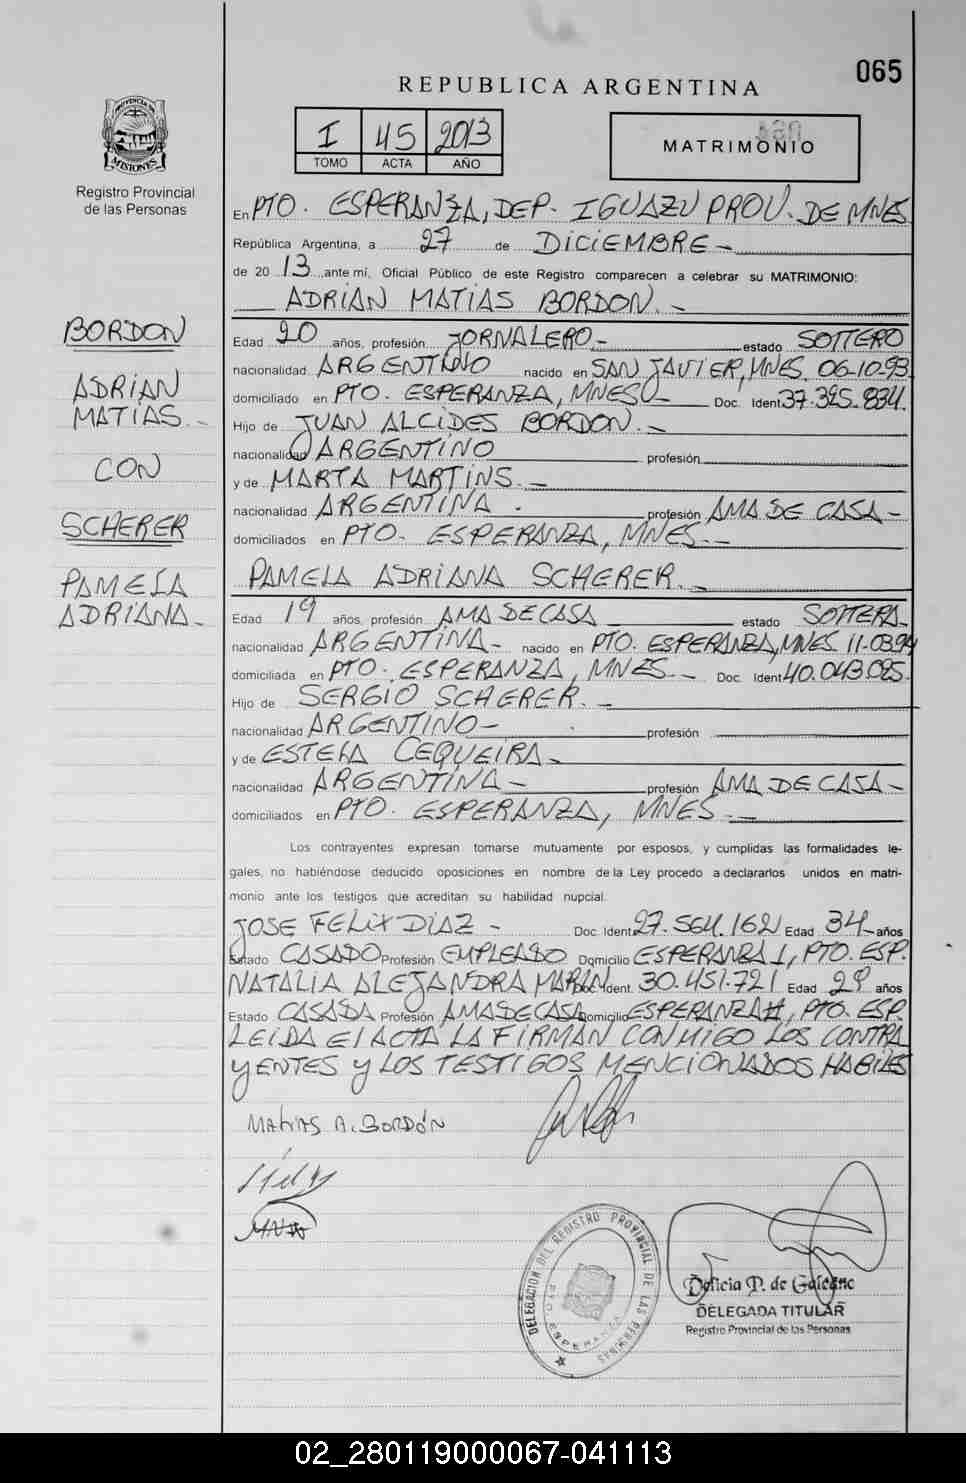 065
REPUBLICA ARGENTINA
PROVINCIA DE
MISIONES
Registro Provincial
de las Personas
I 45 2013
TOMO ACTA AÑO
MATRIMONIO
En PTO. ESPERANZA, DEP. IGUAZU PROV. DE MNES
República Argentina, a 27 de DICIEMBRE -
de 20 13 ante mí, Oficial Público de este Registro comparecen a celebrar su MATRIMONIO:
ADRIAN MATIAS BORDON. -
BORDON
ADRIAN
MATIAS. -
CON
SCHERER
PAMELA
ADRIANA -
Edad 20 años, profesión JORNALERO - estado SOLTERO
nacionalidad ARGENTINO nacido en SAN JAVIER, MNES. 06-10-93
domiciliado en PTO. ESPERANZA, MNES - Doc. Ident 37.325.834.
Hijo de JUAN ALCIDES BORDON. -
nacionalidad ARGENTINO profesión
y de MARTA MARTINS. -
nacionalidad ARGENTINA . profesión AMA DE CASA -
domiciliados en PTO. ESPERANZA, MNES. -
PAMELA ADRIANA SCHERER. -
Edad 19 años, profesión AMA DE CASA estado SOLTERA -
nacionalidad ARGENTINA - nacido en PTO. ESPERANZA, MNES. 11-03-94
domiciliada en PTO. ESPERANZA, MNES. - Doc. Ident 40.043.025.
Hijo de SERGIO SCHERER. -
nacionalidad ARGENTINO - profesión
y de ESTELA CEQUEIRA -
nacionalidad ARGENTINA - profesión AMA DE CASA -
domiciliados en PTO. ESPERANZA, MNES -
Los contrayentes expresan tomarse mutuamente por esposos, y cumplidas las formalidades le-
gales, no habiéndose deducido oposiciones en nombre de la Ley procedo a declararlos unidos en matri-
monio ante los testigos que acreditan su habilidad nupcial.
JOSE FELIX DIAZ - Doc. Ident. 27.564.162 Edad 34 - años
Estado CASADO Profesión EMPLEADO Domicilio ESPERANZA I, PTO. ESP.
NATALIA ALEJANDRA MARIN Doc. Ident. 30.451.721 Edad 29 años
Estado CASADA Profesión AMA DE CASA Domicilio ESPERANZA II, PTO. ESP.
LEIDA EL ACTA LA FIRMAN CONMIGO LOS CONTRA
YENTES Y LOS TESTIGOS MENCIONADOS HABILES
MATIAS A. BORDÓN
DELEGACION DEL REGISTRO PROVINCIAL DE LAS PERSONAS
PTO. ESPERANZA
Delicia P. de Galeano
DELEGADA TITULAR
Registro Provincial de las Personas
02_280119000067-041113